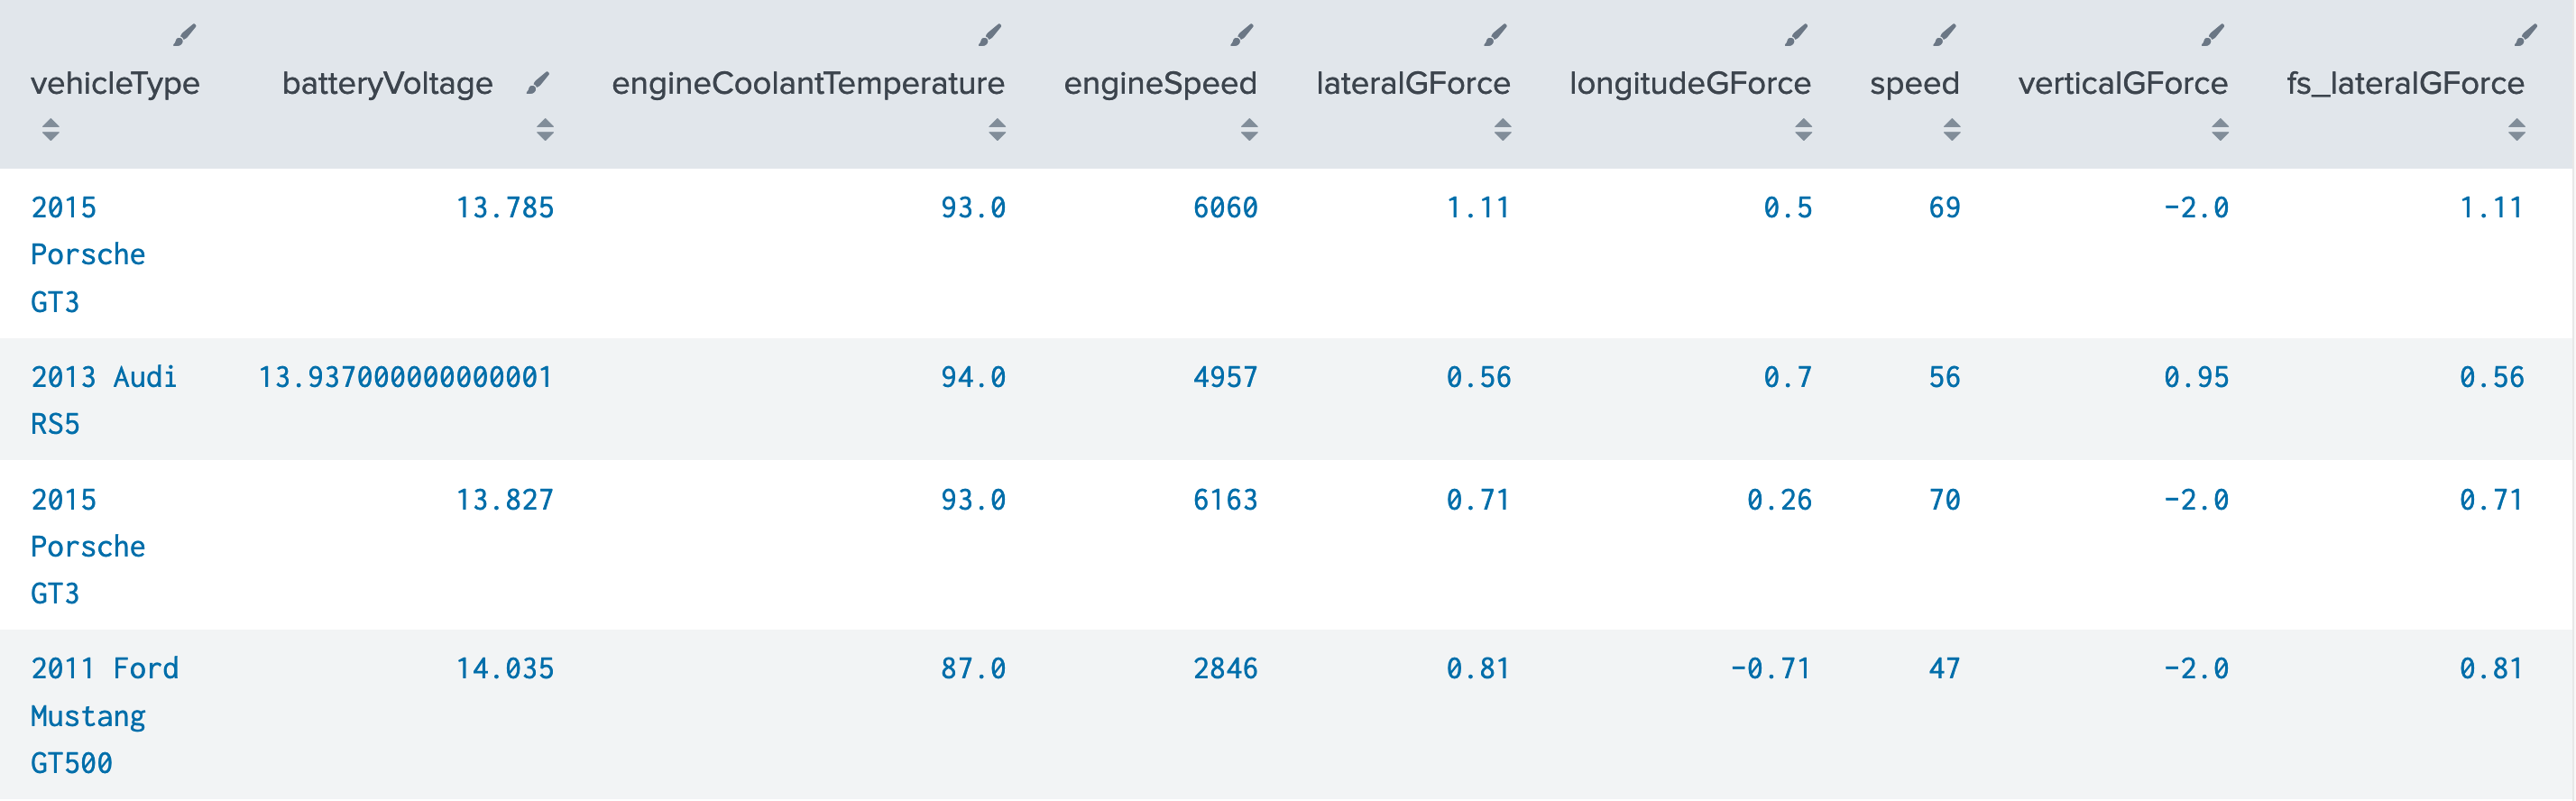 vehicleType batteryVoltage engineCoolantTemperature engineSpeed lateralGForce longitudeGForce speed verticalGForce fs_lateralGForce
2015 13.785 93.0 6060 1.11 0.5 69 -2.0 1.11
Porsche
GT3
2013 Audi 13.937000000000001 94.0 4957 0.56 0.7 56 0.95 0.56
RS5
2015 13.827 93.0 6163 0.71 0.26 70 -2.0 0.71
Porsche
GT3
2011 Ford 14.035 87.0 2846 0.81 -0.71 47 -2.0 0.81
Mustang
GT500